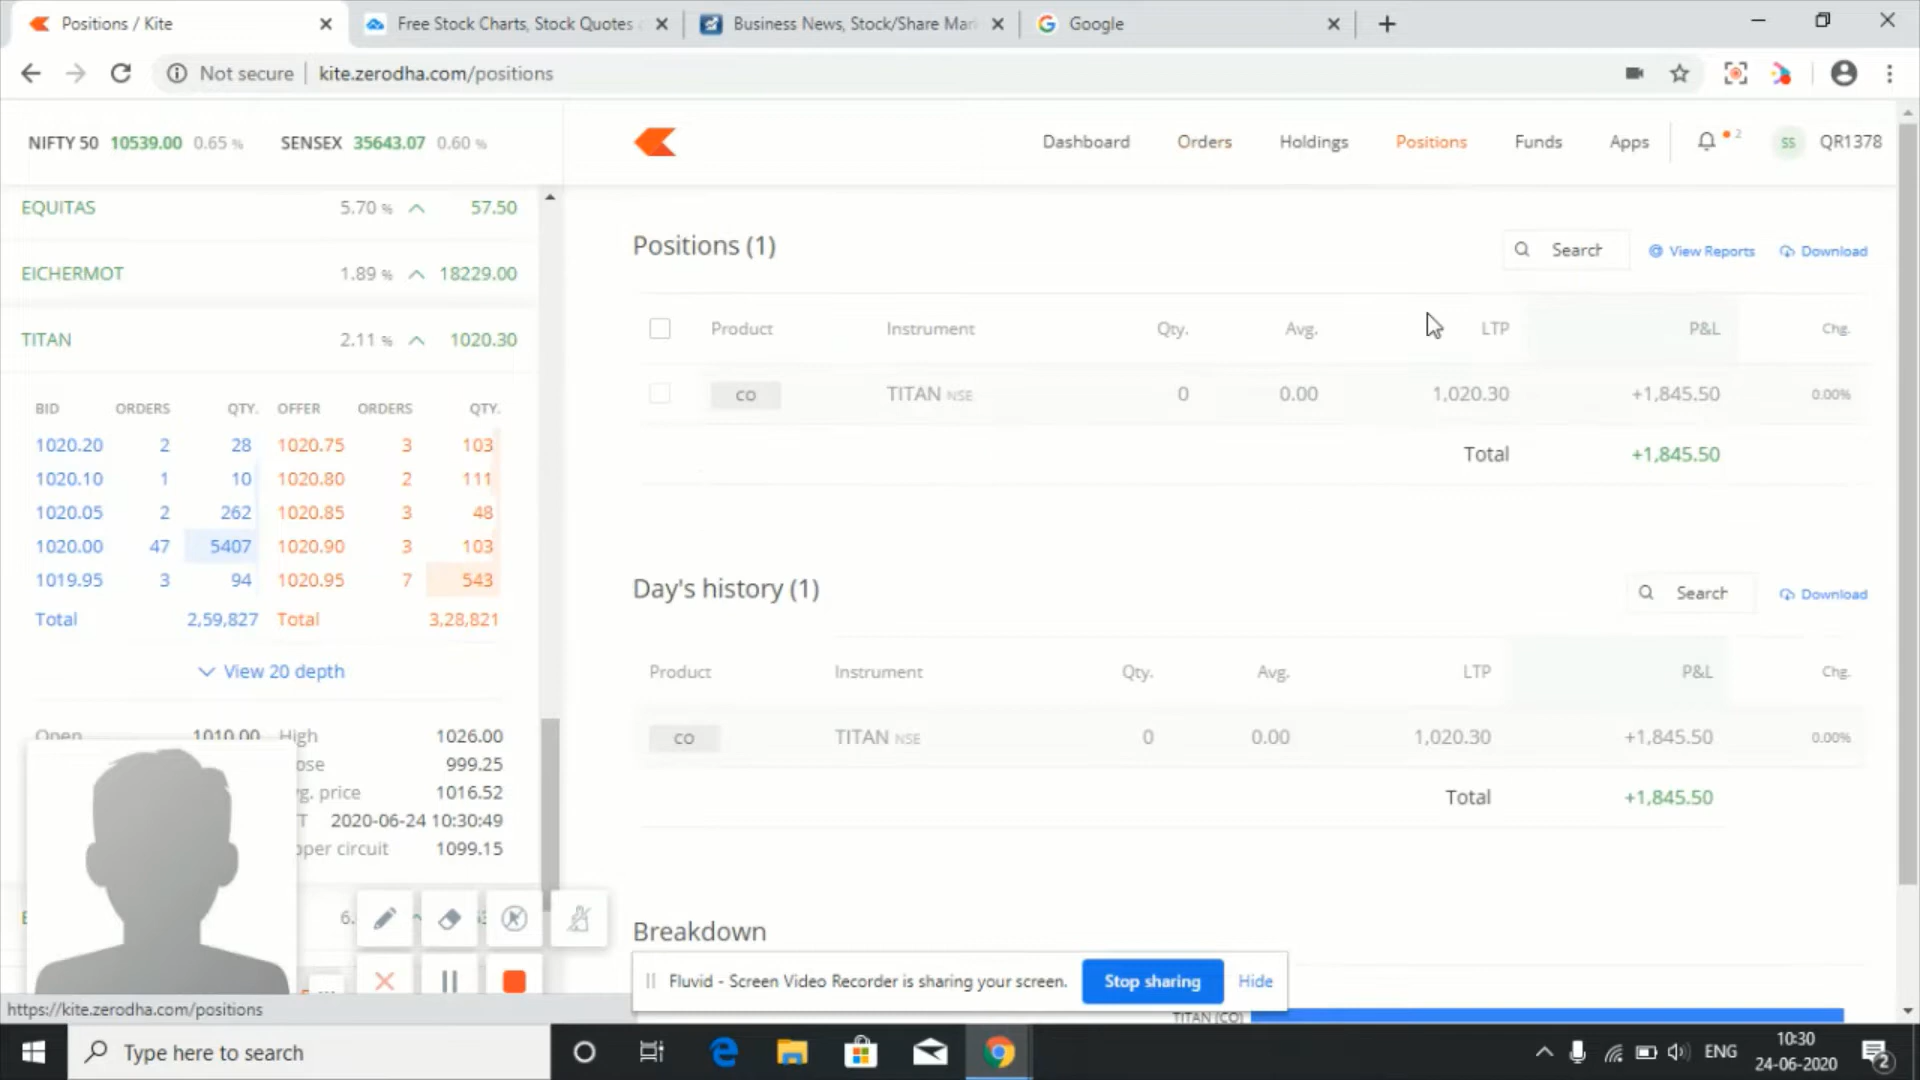 Positions / Kite
Free Stock Charts, Stock Quotes
Business News, Stock/Share Mar
Google
Not secure
kite.zerodha.com/positions
NIFTY 50 10539.00 0.65 %
SENSEX 35643.07 0.60 %
Dashboard
Orders
Holdings
Positions
Funds
Apps
2
SS
QR1378
EQUITAS 5.70 % 57.50
EICHERMOT 1.89 % 18229.00
TITAN 2.11 % 1020.30
BID ORDERS QTY. OFFER ORDERS QTY.
1020.20 2 28 1020.75 3 103
1020.10 1 10 1020.80 2 111
1020.05 2 262 1020.85 3 48
1020.00 47 5407 1020.90 3 103
1019.95 3 94 1020.95 7 543
Total 2,59,827 Total 3,28,821
View 20 depth
Open 1010.00 High 1026.00
ose 999.25
g. price 1016.52
T 2020-06-24 10:30:49
pper circuit 1099.15
6.
Positions (1)
Search
View Reports
Download
Product Instrument Qty. Avg. LTP P&L Chg.
CO TITAN NSE 0 0.00 1,020.30 +1,845.50 0.00%
Total +1,845.50
Day's history (1)
Search
Download
Product Instrument Qty. Avg. LTP P&L Chg.
CO TITAN NSE 0 0.00 1,020.30 +1,845.50 0.00%
Total +1,845.50
Breakdown
Fluvid - Screen Video Recorder is sharing your screen.
Stop sharing
Hide
TITAN (CO)
https://kite.zerodha.com/positions
Type here to search
ENG
10:30
24-06-2020
2